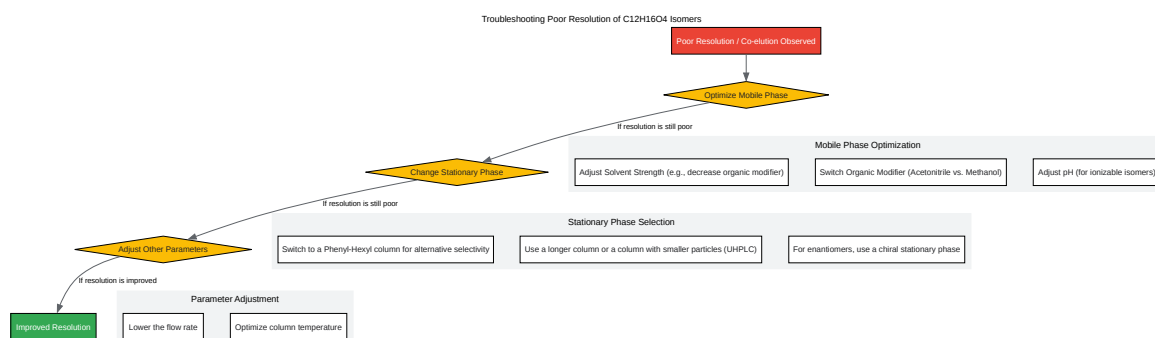 Troubleshooting Poor Resolution of C12H16O4 Isomers
Poor Resolution / Co-elution Observed
Optimize Mobile Phase
If resolution is still poor
Mobile Phase Optimization
Change Stationary Phase
Adjust Solvent Strength (e.g., decrease organic modifier)
Switch Organic Modifier (Acetonitrile vs. Methanol)
Adjust pH (for ionizable isomers)
If resolution is still poor
Stationary Phase Selection
Adjust Other Parameters
Switch to a Phenyl-Hexyl column for alternative selectivity
Use a longer column or a column with smaller particles (UHPLC)
For enantiomers, use a chiral stationary phase
If resolution is improved
Parameter Adjustment
Improved Resolution
Lower the flow rate
Optimize column temperature